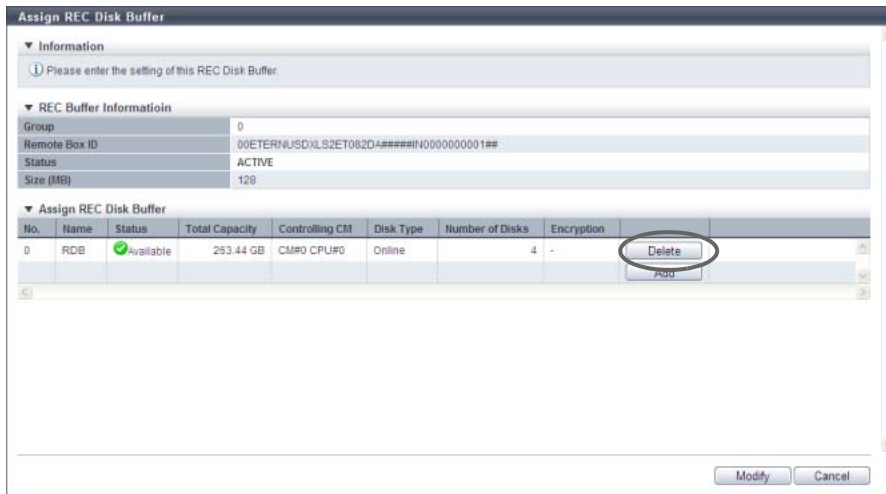 Assign REC Disk Buffer
▼ Information
Please enter the setting of this REC Disk Buffer.
▼ REC Buffer Informatioin
Group 0
Remote Box ID 00ETERNUSDXLS2ET082DA#####IN0000000001##
Status ACTIVE
Size (MB) 128
▼ Assign REC Disk Buffer
No. Name Status Total Capacity Controlling CM Disk Type Number of Disks Encryption
0 RDB Available 253.44 GB CM#0 CPU#0 Online 4 - Delete
Add
Modify Cancel